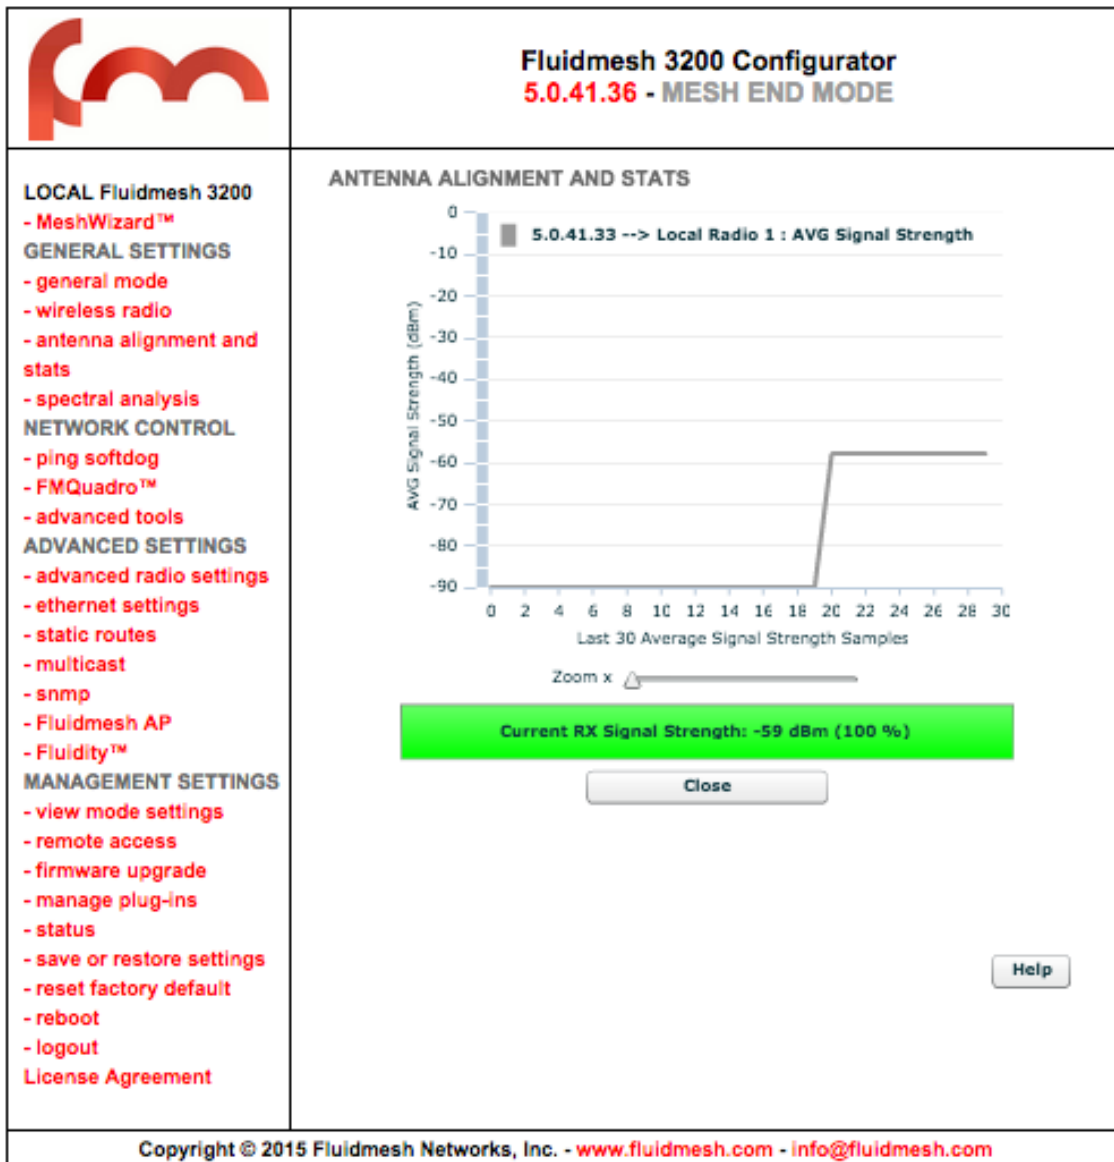 Fluidmesh 3200 Configurator
5.0.41.36 - MESH END MODE
LOCAL Fluidmesh 3200
- MeshWizard™
GENERAL SETTINGS
- general mode
- wireless radio
- antenna alignment and
stats
- spectral analysis
NETWORK CONTROL
- ping softdog
- FMQuadro™
- advanced tools
ADVANCED SETTINGS
- advanced radio settings
- ethernet settings
- static routes
- multicast
- snmp
- Fluidmesh AP
- Fluidity™
MANAGEMENT SETTINGS
- view mode settings
- remote access
- firmware upgrade
- manage plug-ins
- status
- save or restore settings
- reset factory default
- reboot
- logout
License Agreement
ANTENNA ALIGNMENT AND STATS
5.0.41.33 --> Local Radio 1 : AVG Signal Strength
AVG Signal Strength (dBm)
0
-10
-20
-30
-40
-50
-60
-70
-80
-90
0 2 4 6 8 10 12 14 16 18 20 22 24 26 28 30
Last 30 Average Signal Strength Samples
Zoom x
Current RX Signal Strength: -59 dBm (100 %)
Close
Help
Copyright © 2015 Fluidmesh Networks, Inc. - www.fluidmesh.com - info@fluidmesh.com